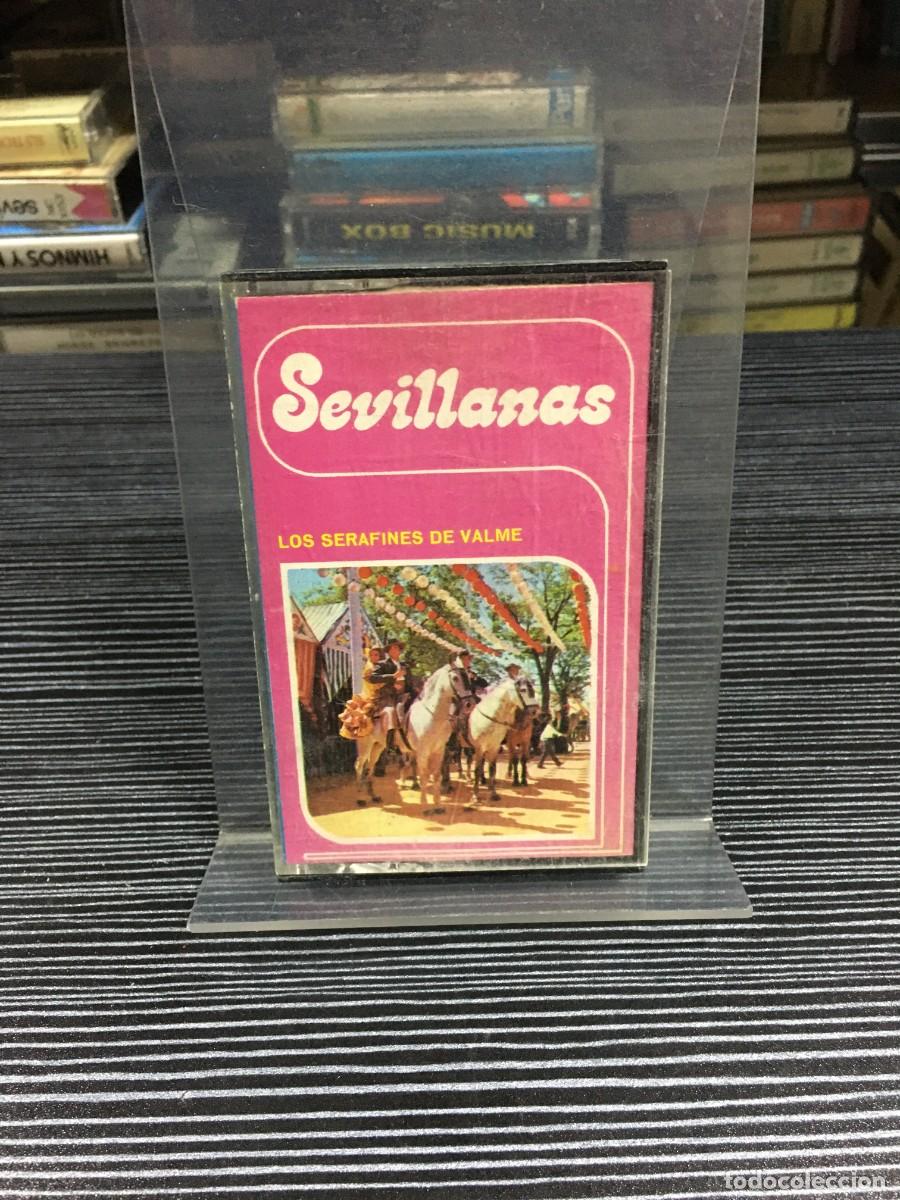 MUSIC BOX
HIMNOS Y
Sevillanas
LOS SERAFINES DE VALME
todocoleccion